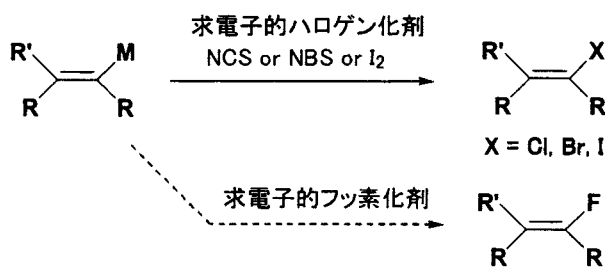 求電子的ハロゲン化剤
NCS or NBS or I₂
R' M R R
R' X R R
X = Cl, Br, I
求電子的フッ素化剤
R' F R R